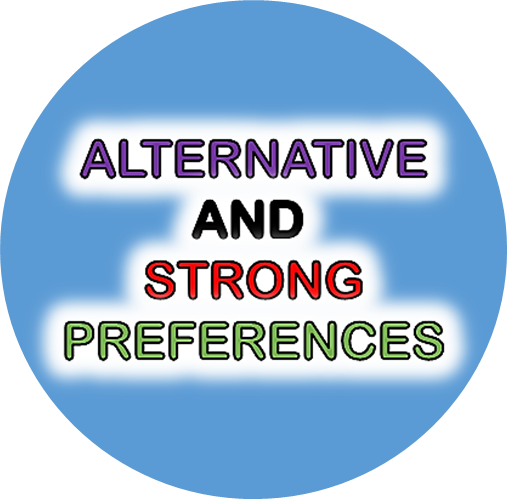 ALTERNATIVE
AND
STRONG
PREFERENCES